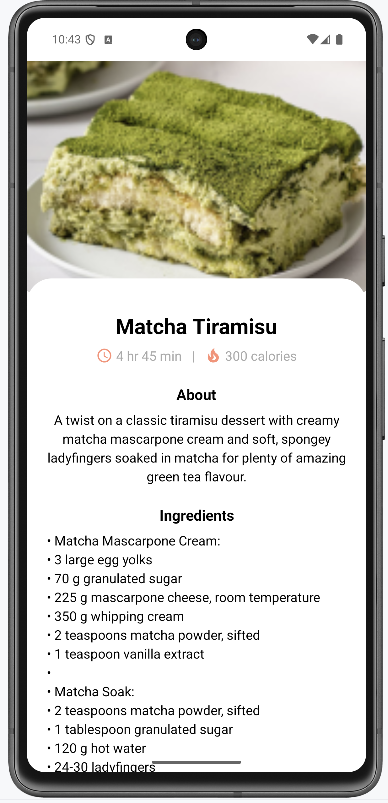 10:43
Matcha Tiramisu
4 hr 45 min | 300 calories
About
A twist on a classic tiramisu dessert with creamy
matcha mascarpone cream and soft, spongey
ladyfingers soaked in matcha for plenty of amazing
green tea flavour.
Ingredients
• Matcha Mascarpone Cream:
• 3 large egg yolks
• 70 g granulated sugar
• 225 g mascarpone cheese, room temperature
• 350 g whipping cream
• 2 teaspoons matcha powder, sifted
• 1 teaspoon vanilla extract
•
• Matcha Soak:
• 2 teaspoons matcha powder, sifted
• 1 tablespoon granulated sugar
• 120 g hot water
• 24-30 ladyfingers